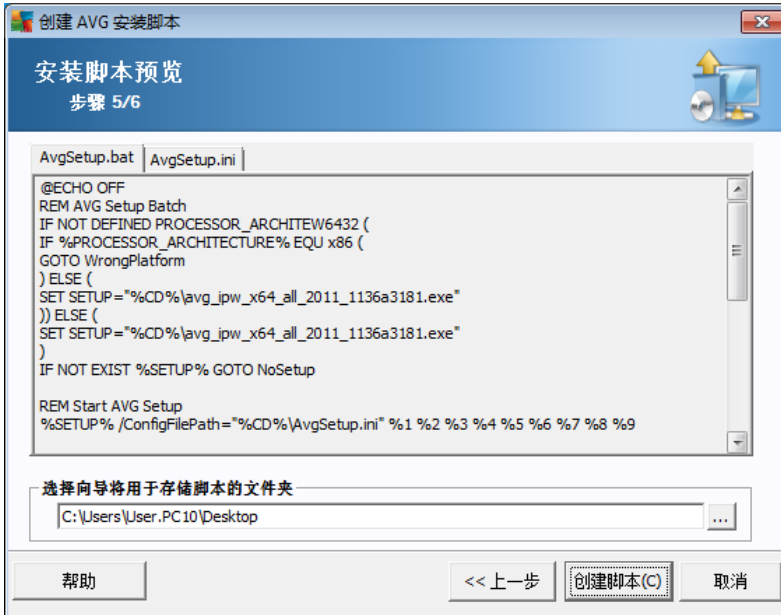 创建 AVG 安装脚本
安装脚本预览
步骤 5/6
AvgSetup.bat AvgSetup.ini
@ECHO OFF
REM AVG Setup Batch
IF NOT DEFINED PROCESSOR_ARCHITEW6432 (
IF %PROCESSOR_ARCHITECTURE% EQU x86 (
GOTO WrongPlatform
) ELSE (
SET SETUP="%CD%\avg_ipw_x64_all_2011_1136a3181.exe"
)) ELSE (
SET SETUP="%CD%\avg_ipw_x64_all_2011_1136a3181.exe"
)
IF NOT EXIST %SETUP% GOTO NoSetup
REM Start AVG Setup
%SETUP% /ConfigFilePath="%CD%\AvgSetup.ini" %1 %2 %3 %4 %5 %6 %7 %8 %9
选择向导将用于存储脚本的文件夹
C:\Users\User.PC10\Desktop ...
帮助 << 上一步 创建脚本(C) 取消